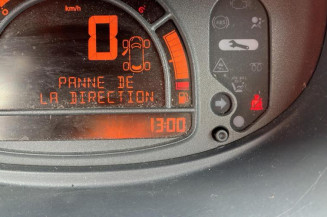 km/h
0
PANNE DE
LA DIRECTION
13:00